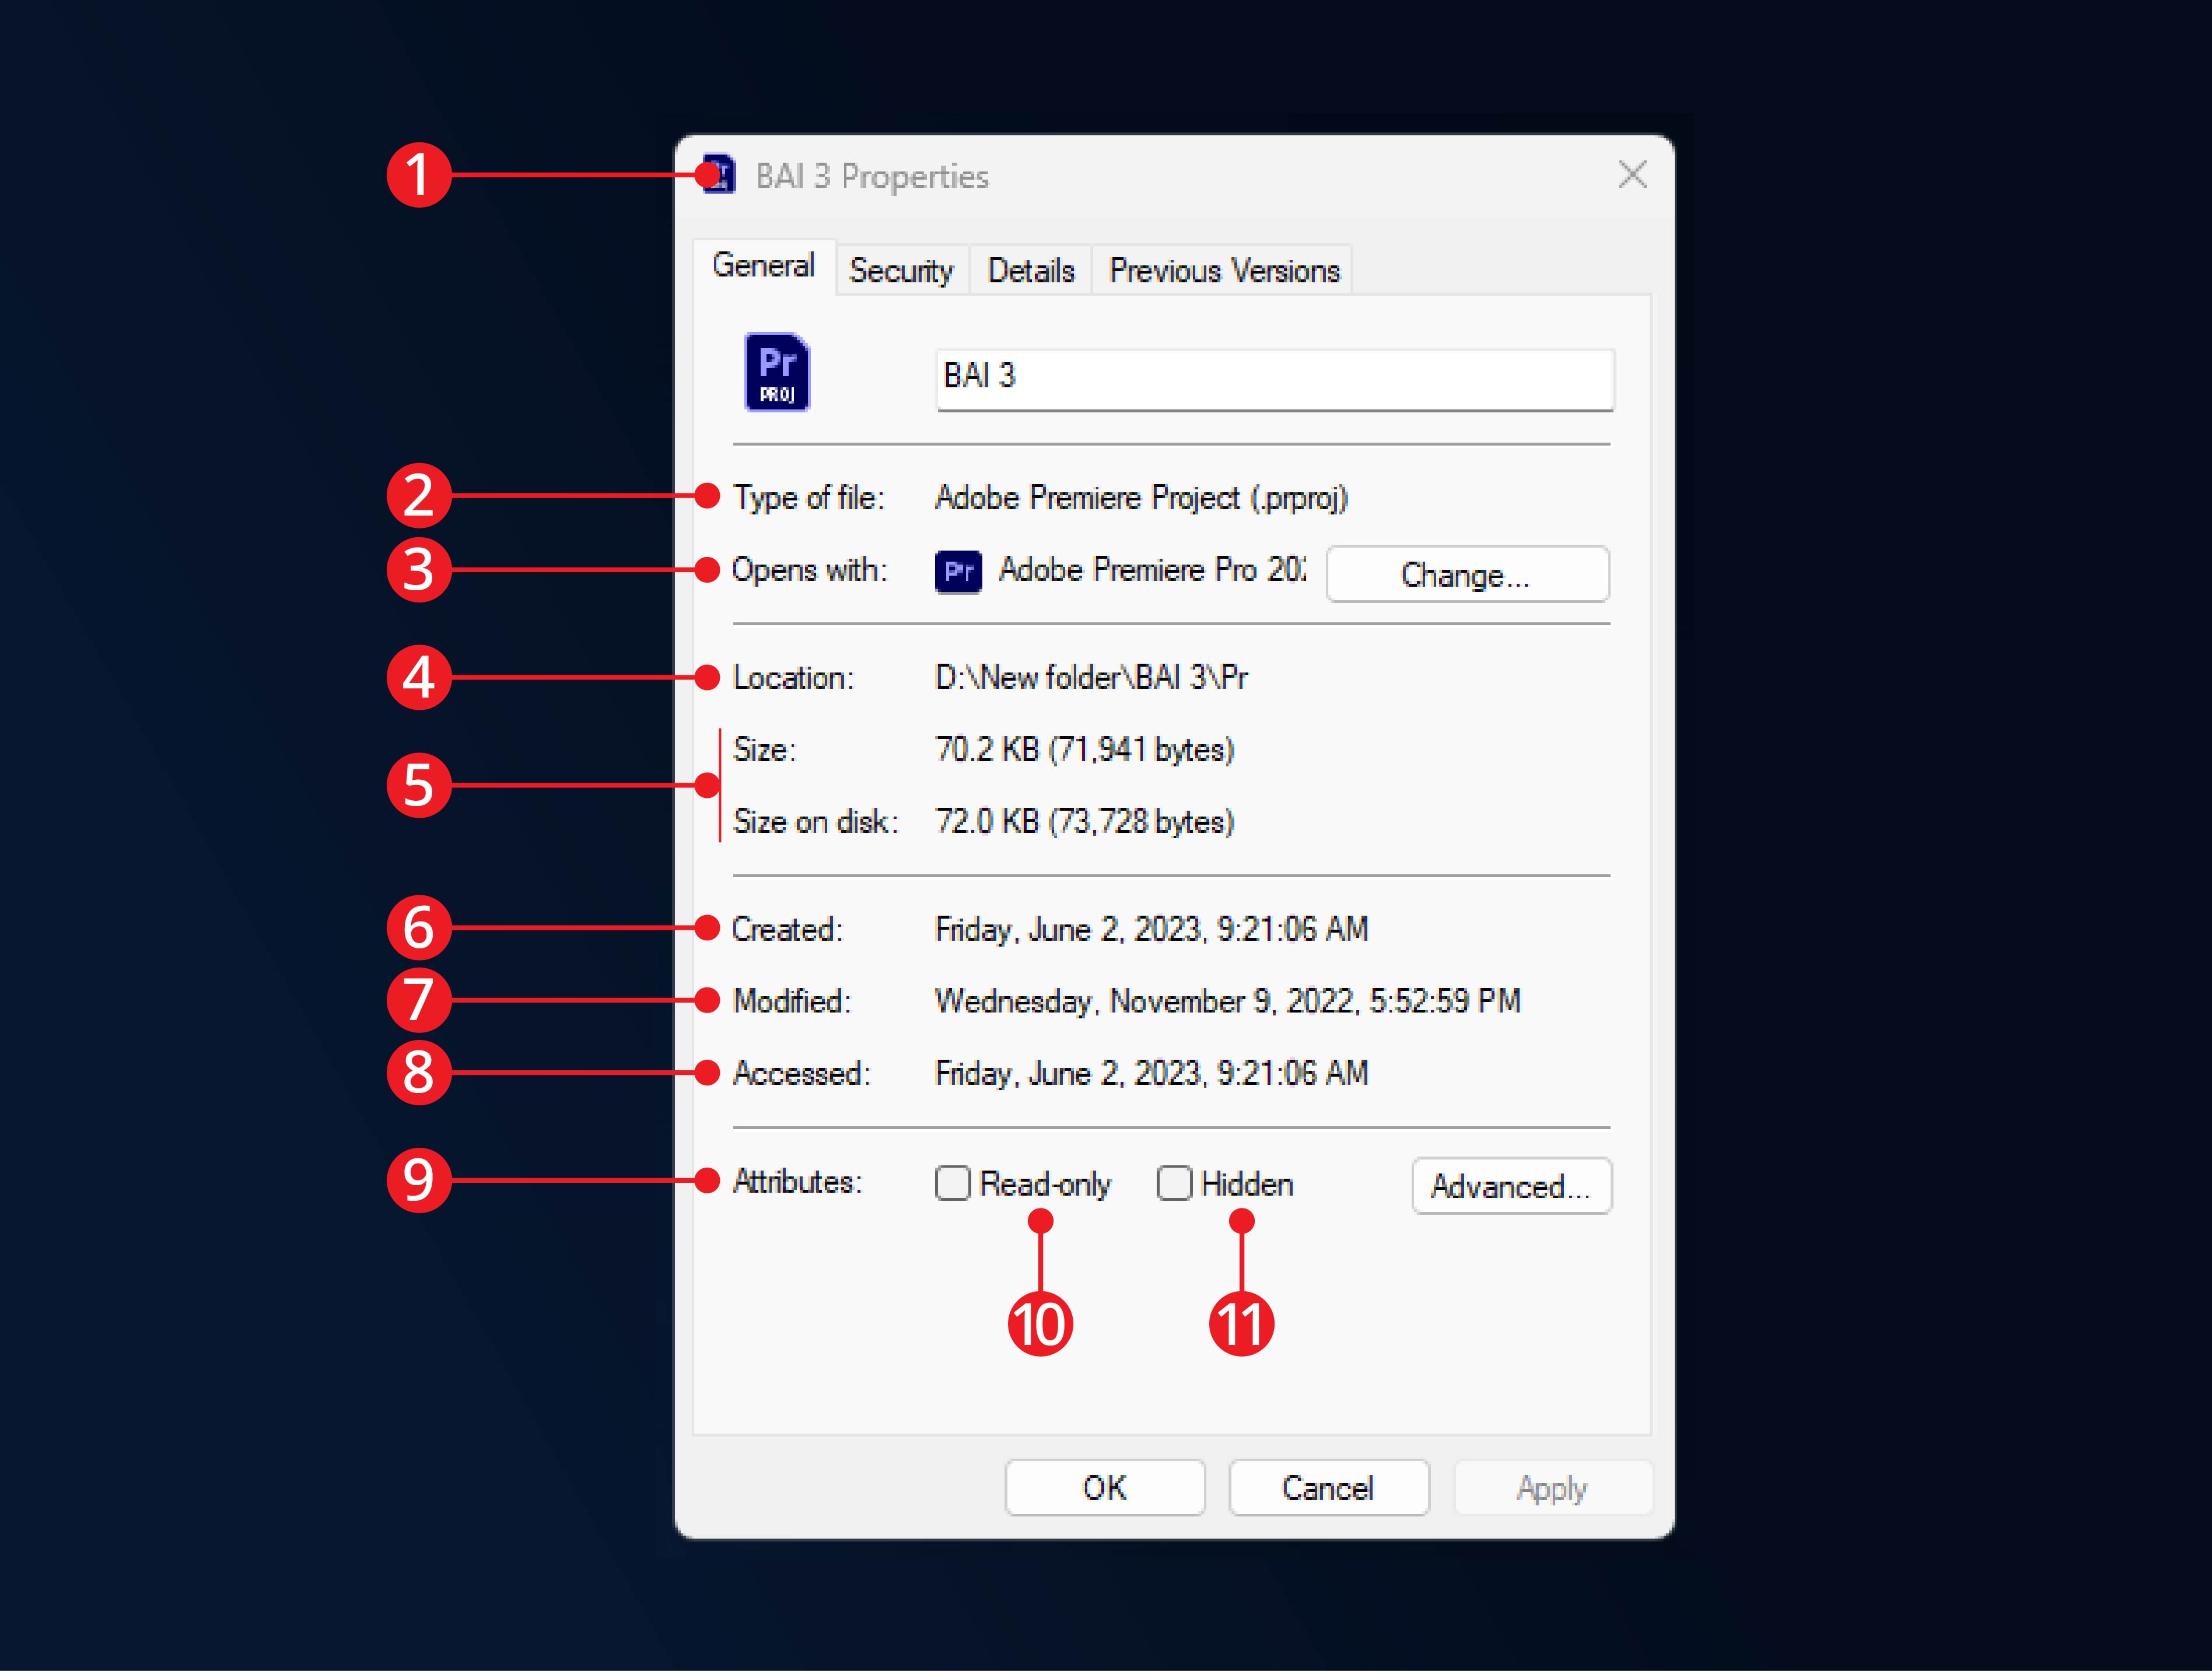 1 BAI 3 Properties
General Security Details Previous Versions
Pr
PROJ
BAI 3
2 Type of file: Adobe Premiere Project (.prproj)
3 Opens with: Pr Adobe Premiere Pro Change...
4 Location: D:\New folder\BAI 3\Pr
Size: 70.2 KB (71,941 bytes)
5
Size on disk: 72.0 KB (73,728 bytes)
6 Created: Friday, June 2, 2023, 9:21:06 AM
7 Modified: Wednesday, November 9, 2022, 5:52:59 PM
8 Accessed: Friday, June 2, 2023, 9:21:06 AM
9 Attributes: Read-only Hidden Advanced...
10 11
OK Cancel Apply